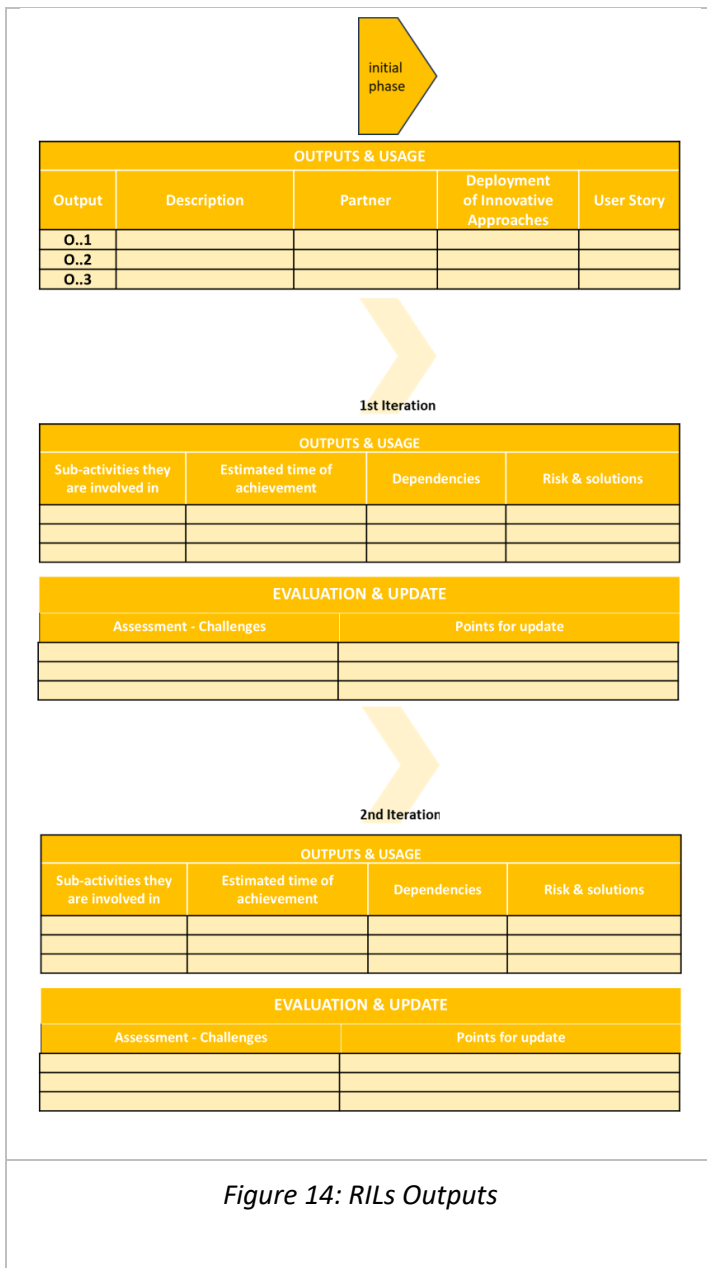 initial
phase
OUTPUTS & USAGE
Output
Description
Partner
Deployment
of Innovative
Approaches
User Story
O..1
O..2
O..3
1st Iteration
OUTPUTS & USAGE
Sub-activities they
are involved in
Estimated time of
achievement
Dependencies
Risk & solutions
EVALUATION & UPDATE
Assessment - Challenges
Points for update
2nd Iteration
OUTPUTS & USAGE
Sub-activities they
are involved in
Estimated time of
achievement
Dependencies
Risk & solutions
EVALUATION & UPDATE
Assessment - Challenges
Points for update
Figure 14: RILs Outputs